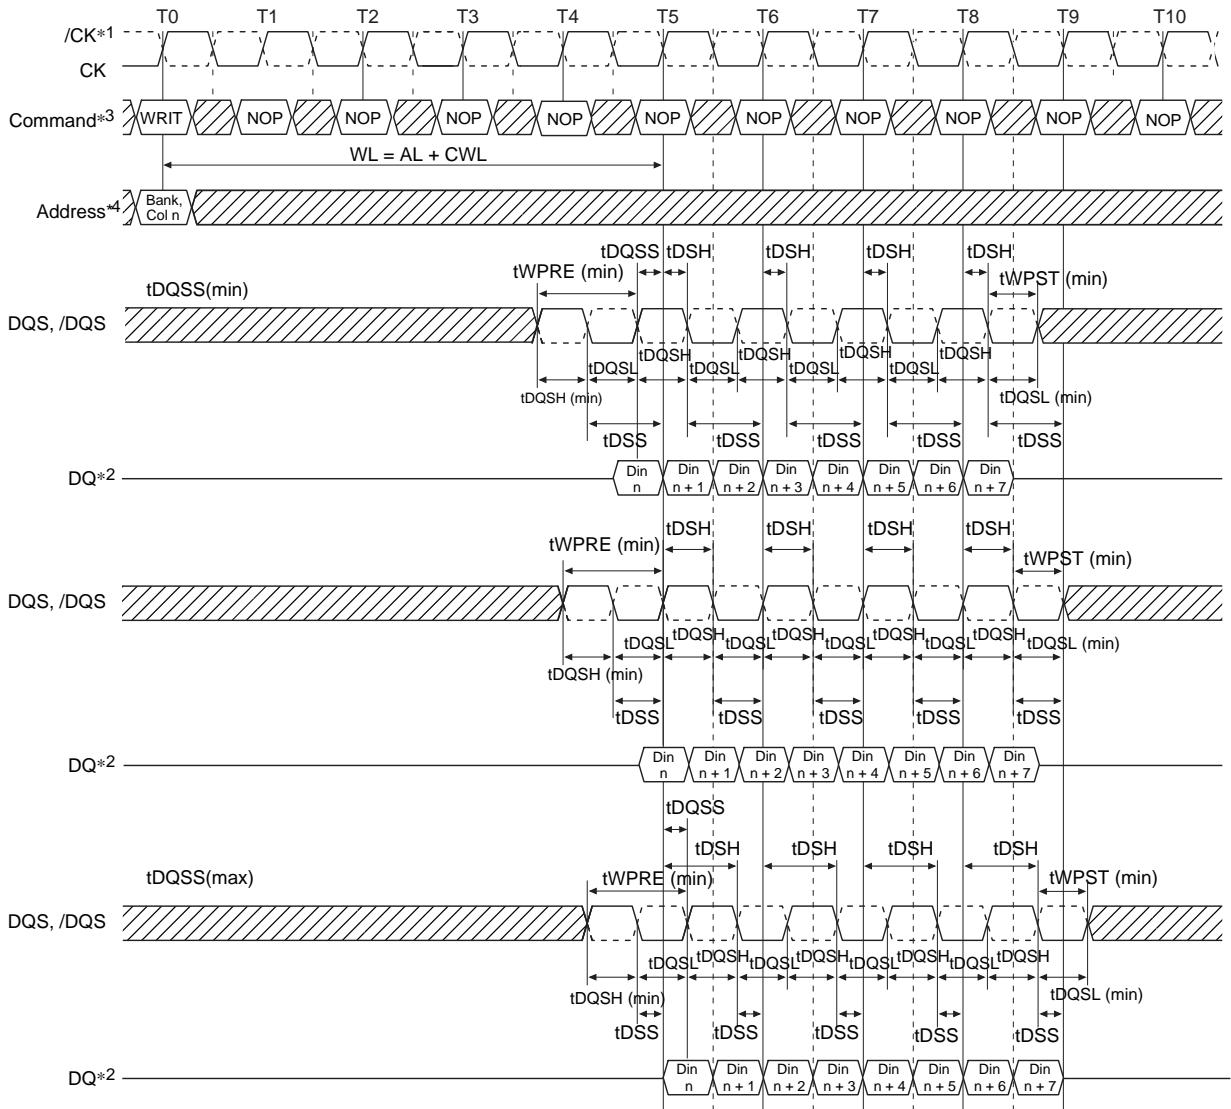 T0 T1 T2 T3 T4 T5 T6 T7 T8 T9 T10
/CK*1
CK
Command*3 WRIT NOP NOP NOP NOP NOP NOP NOP NOP NOP NOP
WL = AL + CWL
Address*4 Bank, Col n
tDQSS tDSH tDSH tDSH tDSH
tWPRE (min) tWPST (min)
tDQSS(min)
DQS, /DQS
tDQSH tDQSH tDQSH tDQSH
tDQSL tDQSL tDQSL tDQSL
tDQSH (min) tDQSL (min)
tDSS tDSS tDSS tDSS tDSS
DQ*2 Din n Din n + 1 Din n + 2 Din n + 3 Din n + 4 Din n + 5 Din n + 6 Din n + 7
tDSH tDSH tDSH tDSH
tWPRE (min) tWPST (min)
DQS, /DQS
tDQSL tDQSH tDQSL tDQSH tDQSL tDQSH tDQSL tDQSH tDQSL (min)
tDQSH (min)
tDSS tDSS tDSS tDSS tDSS
DQ*2 Din n Din n + 1 Din n + 2 Din n + 3 Din n + 4 Din n + 5 Din n + 6 Din n + 7
tDQSS
tDSH tDSH tDSH tDSH
tDQSS(max) tWPRE (min) tWPST (min)
DQS, /DQS
tDQSL tDQSH tDQSL tDQSH tDQSL tDQSH tDQSL tDQSH
tDQSH (min) tDQSL (min)
tDSS tDSS tDSS tDSS tDSS
DQ*2 Din n Din n + 1 Din n + 2 Din n + 3 Din n + 4 Din n + 5 Din n + 6 Din n + 7